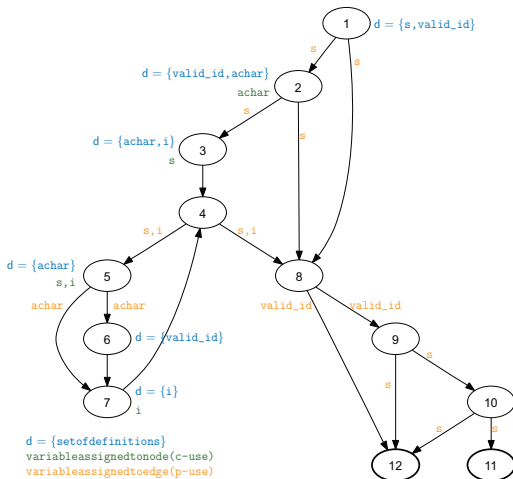 1
d = {s,valid_id}
s
s
d = {valid_id,achar}
2
achar
s
s
d = {achar,i}
3
s
4
s,i
s,i
d = {achar}
5
s,i
8
achar
achar
valid_id
valid_id
6
d = {valid_id}
9
s
s
7
d = {i}
i
10
s
s
d = {setofdefinitions}
variableassignedtonode(c-use)
variableassignedtoedge(p-use)
12
11